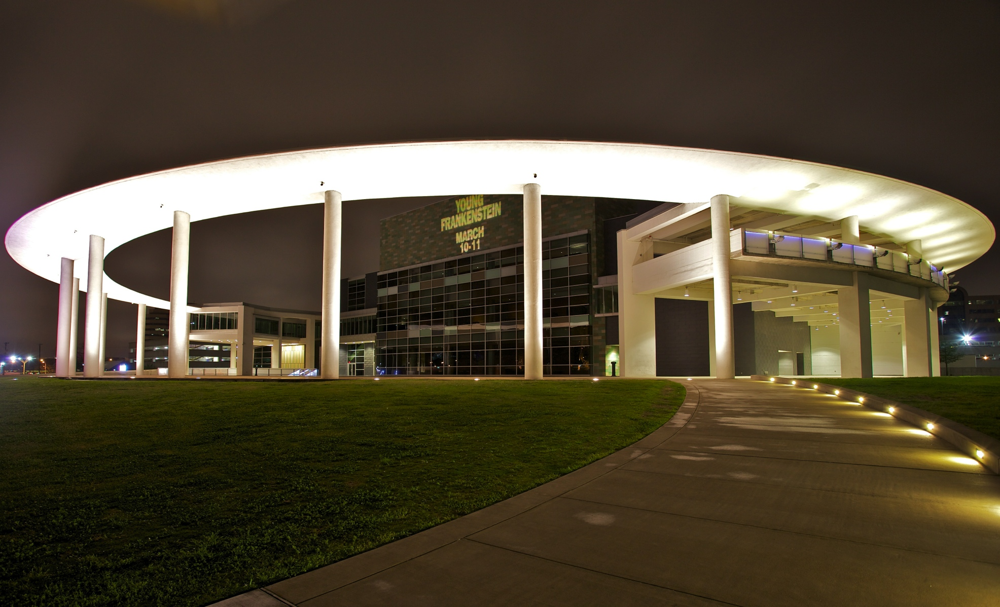 YOUNG
FRANKENSTEIN
MARCH
10-11